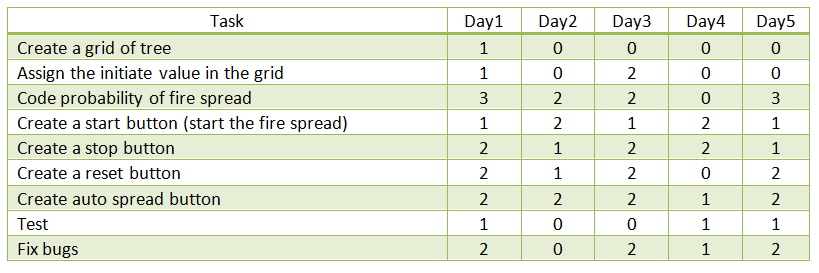 Task Day1 Day2 Day3 Day4 Day5
Create a grid of tree 1 0 0 0 0
Assign the initiate value in the grid 1 0 2 0 0
Code probability of fire spread 3 2 2 0 3
Create a start button (start the fire spread) 1 2 1 2 1
Create a stop button 2 1 2 2 1
Create a reset button 2 1 2 0 2
Create auto spread button 2 2 2 1 2
Test 1 0 0 1 1
Fix bugs 2 0 2 1 2